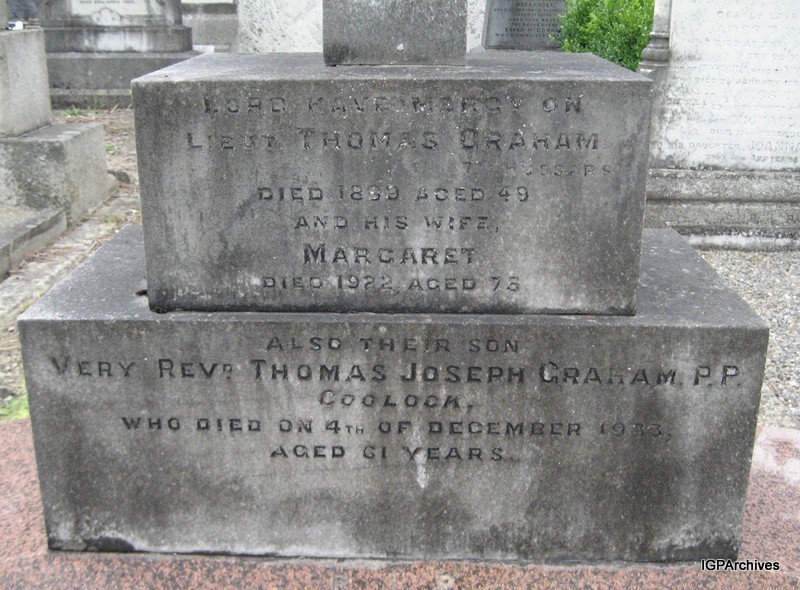 LORD HAVE MERCY ON
LIEUT. THOMAS GRAHAM
HUSSARS
DIED 1899 AGED 49
AND HIS WIFE,
MARGARET
DIED 1922, AGED 75
ALSO THEIR SON
VERY REVD. THOMAS JOSEPH GRAHAM, P.P.
COOLOCK,
WHO DIED ON 4TH OF DECEMBER 1933,
AGED 61 YEARS.
IGPArchives